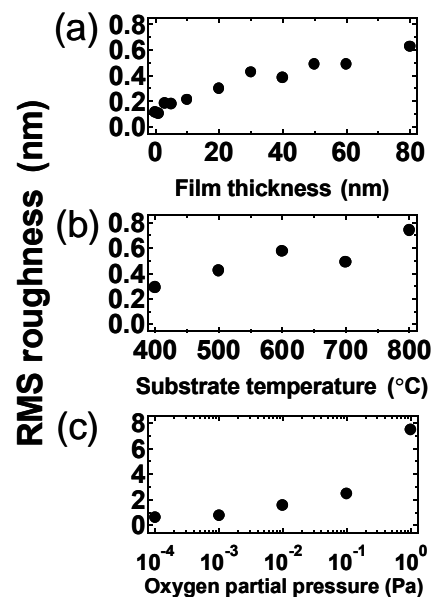 RMS roughness (nm)
(a)
0.8
0.6
0.4
0.2
0.0
0 20 40 60 80
Film thickness (nm)
(b)
0.8
0.6
0.4
0.2
0.0
400 500 600 700 800
Substrate temperature (°C)
(c)
8
6
4
2
0
10⁻⁴ 10⁻³ 10⁻² 10⁻¹ 10⁰
Oxygen partial pressure (Pa)